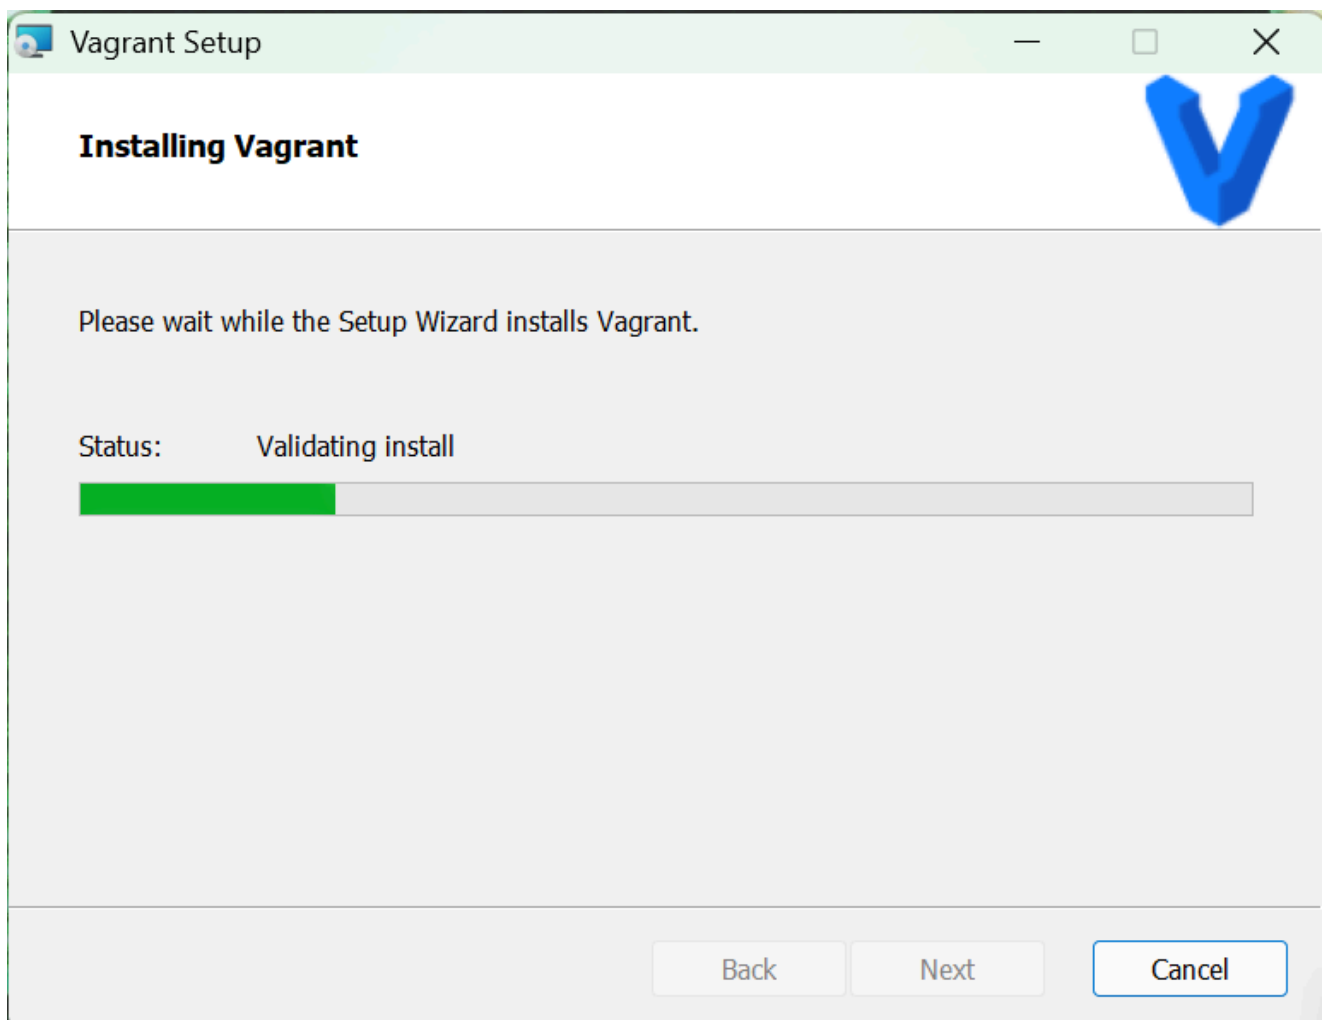 Vagrant Setup
Installing Vagrant
Please wait while the Setup Wizard installs Vagrant.
Status: Validating install
Back Next Cancel